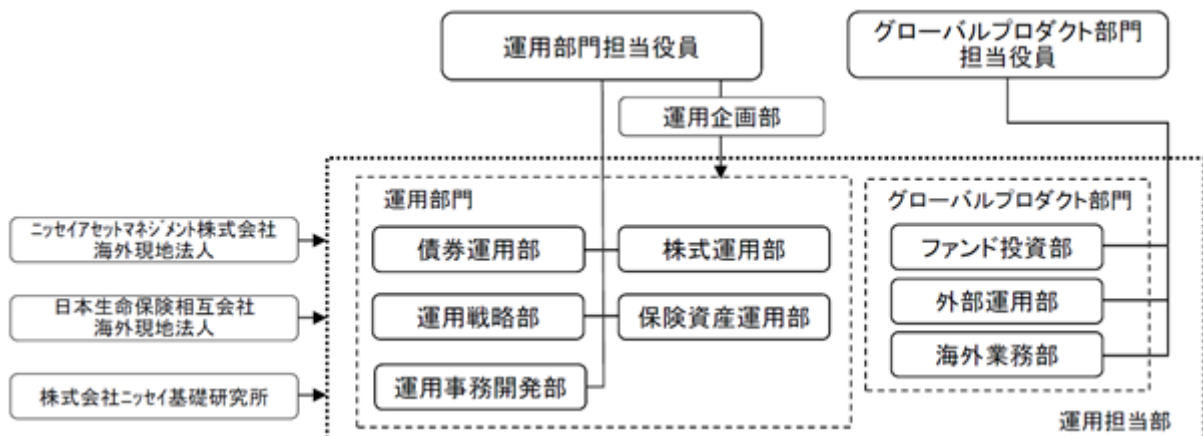 運用部門担当役員
グローバルプロダクト部門
担当役員
運用企画部
運用部門
債券運用部
株式運用部
運用戦略部
保険資産運用部
運用事務開発部
グローバルプロダクト部門
ファンド投資部
外部運用部
海外業務部
運用担当部
ニッセイアセットマネジメント株式会社
海外現地法人
日本生命保険相互会社
海外現地法人
株式会社ニッセイ基礎研究所